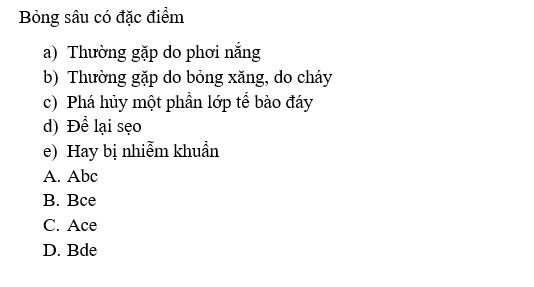 Bỏng sâu có đặc điểm
a) Thường gặp do phơi nắng
b) Thường gặp do bỏng xăng, do cháy
c) Phá hủy một phần lớp tế bào đáy
d) Để lại sẹo
e) Hay bị nhiễm khuẩn
A. Abc
B. Bce
C. Ace
D. Bde